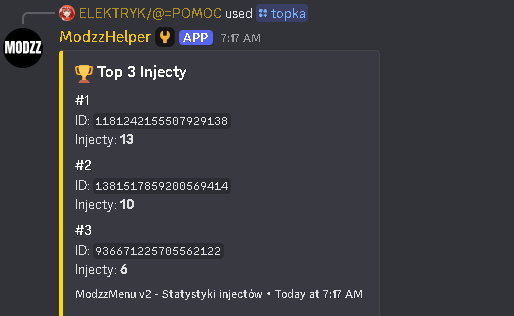 ELEKTRYK/@=POMOC used topka
MODZZ
ModzzHelper APP 7:17 AM
Top 3 Injecty
#1
ID: 1181242155507929138
Injecty: 13
#2
ID: 1381517859200569414
Injecty: 10
#3
ID: 936671225705562122
Injecty: 6
ModzzMenu v2 - Statystyki injectów • Today at 7:17 AM